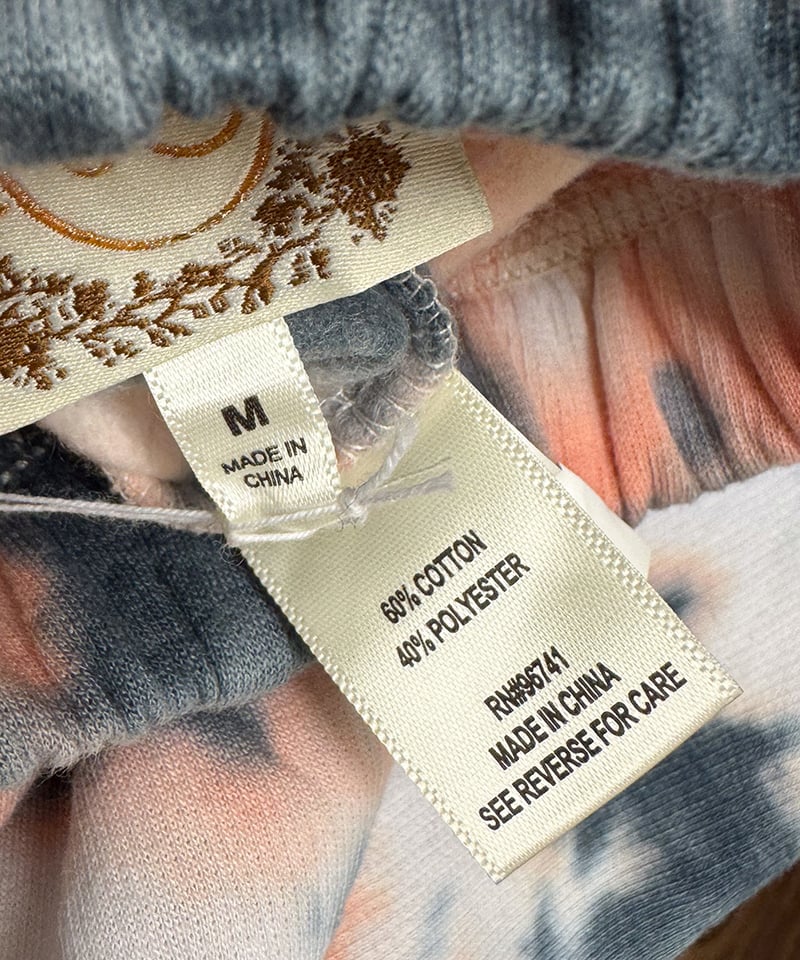 M
MADE IN
CHINA
60% COTTON
40% POLYESTER
RN#96741
MADE IN CHINA
SEE REVERSE FOR CARE